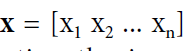 x = [x₁ x₂ ... xₙ]